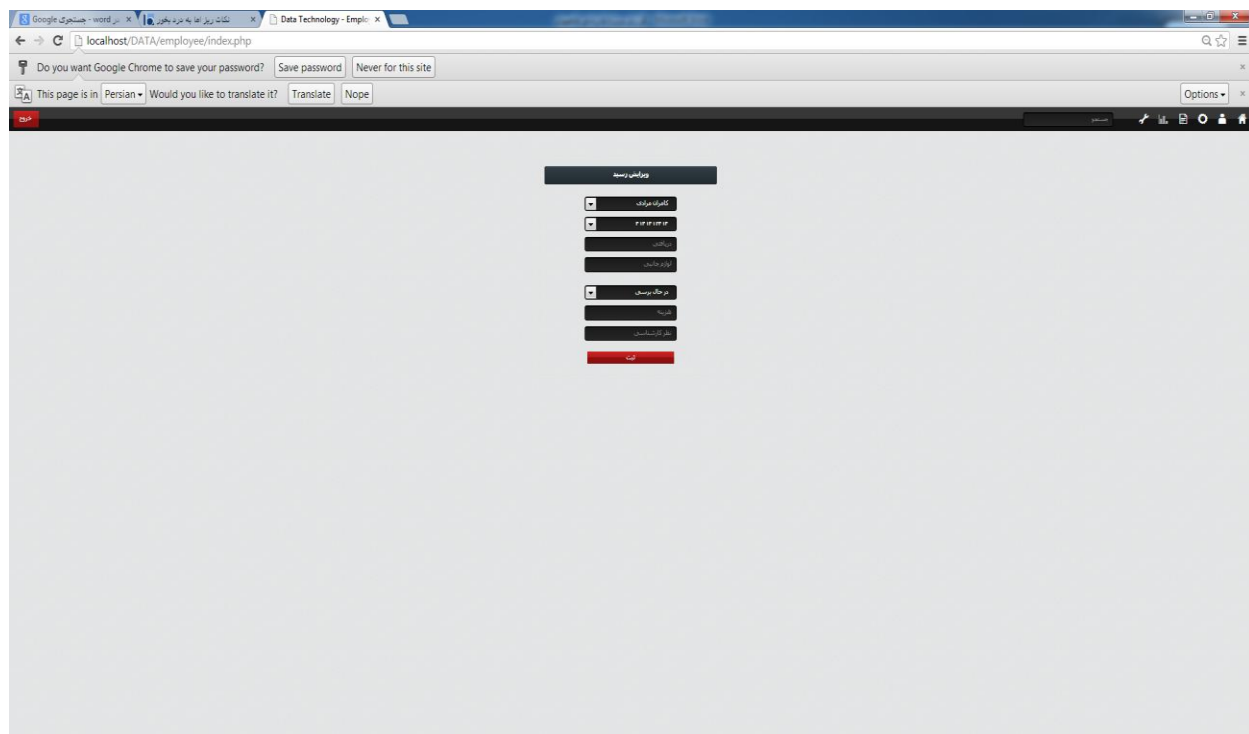 در word - جستجوی Google
نکات ریز اما به درد بخور
Data Technology - Emplo
localhost/DATA/employee/index.php
Do you want Google Chrome to save your password? Save password Never for this site
This page is in Persian Would you like to translate it? Translate Nope Options
خروج
جستجو
ویرایش رسید
کامران مرادی
دریافتی
لوازم جانبی
در حال بررسی
هزینه
نظر کارشناسی
ثبت